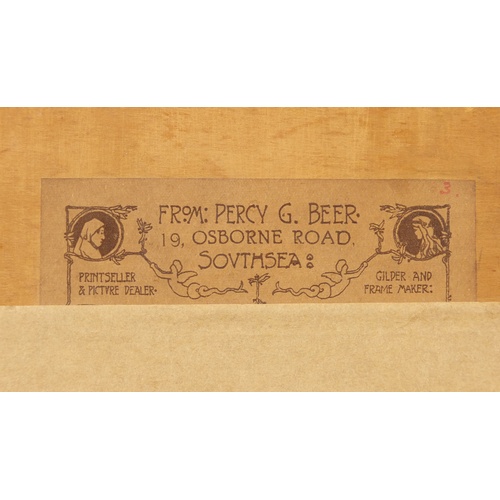 3
FROM: PERCY G. BEER.
19, OSBORNE ROAD,
SOVTHSEA:
PRINTSELLER
& PICTVRE DEALER.
GILDER AND
FRAME MAKER: